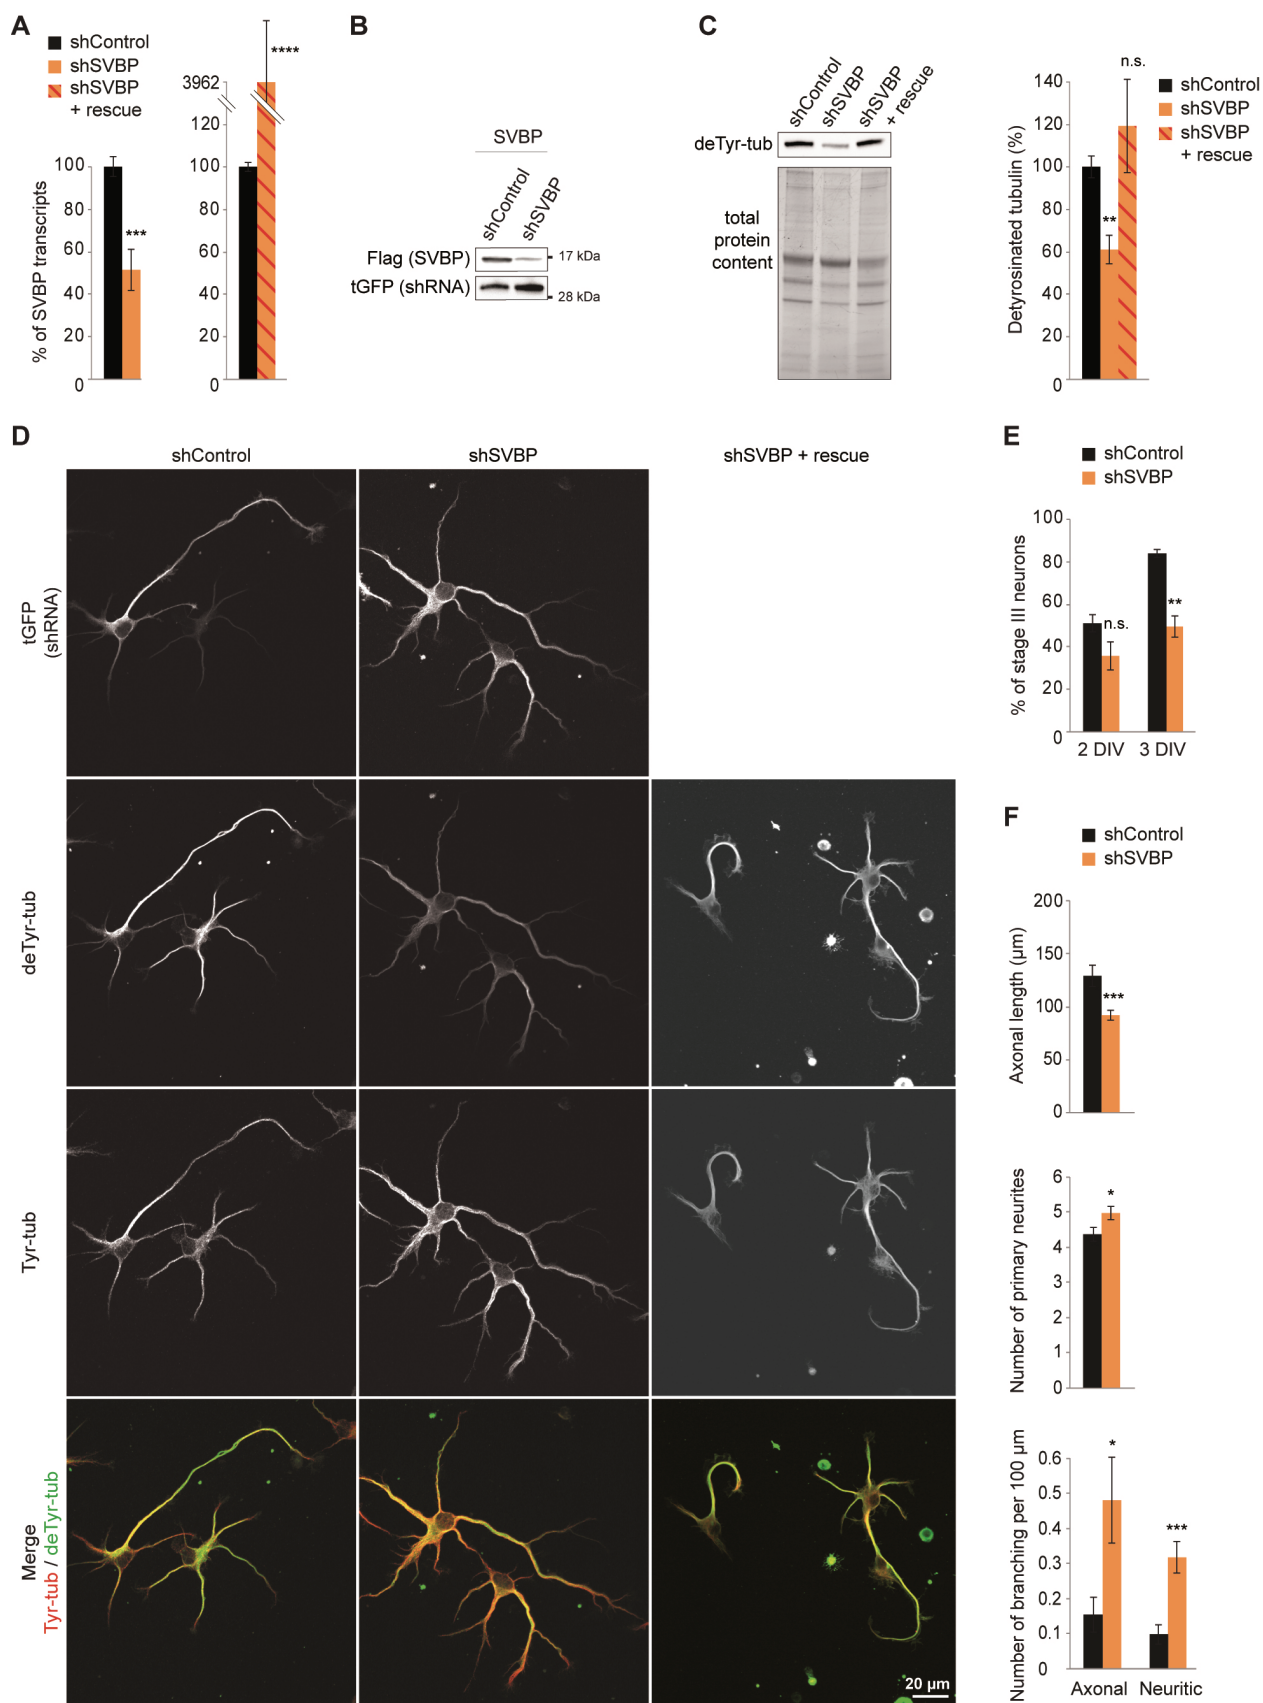 A
shControl
shSVBP
shSVBP
+ rescue
% of SVBP transcripts
100
80
60
40
20
0
***
3962
120
100
80
60
40
20
0
****
B
SVBP
shControl
shSVBP
Flag (SVBP)
17 kDa
tGFP (shRNA)
28 kDa
C
shControl
shSVBP
shSVBP
+ rescue
deTyr-tub
total
protein
content
Detyrosinated tubulin (%)
140
120
100
80
60
40
20
0
**
n.s.
shControl
shSVBP
shSVBP
+ rescue
D
shControl
shSVBP
shSVBP + rescue
tGFP
(shRNA)
deTyr-tub
Tyr-tub
Merge
Tyr-tub / deTyr-tub
20 µm
E
shControl
shSVBP
% of stage III neurons
100
80
60
40
20
0
n.s.
**
2 DIV
3 DIV
F
shControl
shSVBP
Axonal length (µm)
200
150
100
50
0
***
Number of primary neurites
6
5
4
3
2
1
0
*
Number of branching per 100 µm
0.6
0.5
0.4
0.3
0.2
0.1
0
*
***
Axonal
Neuritic